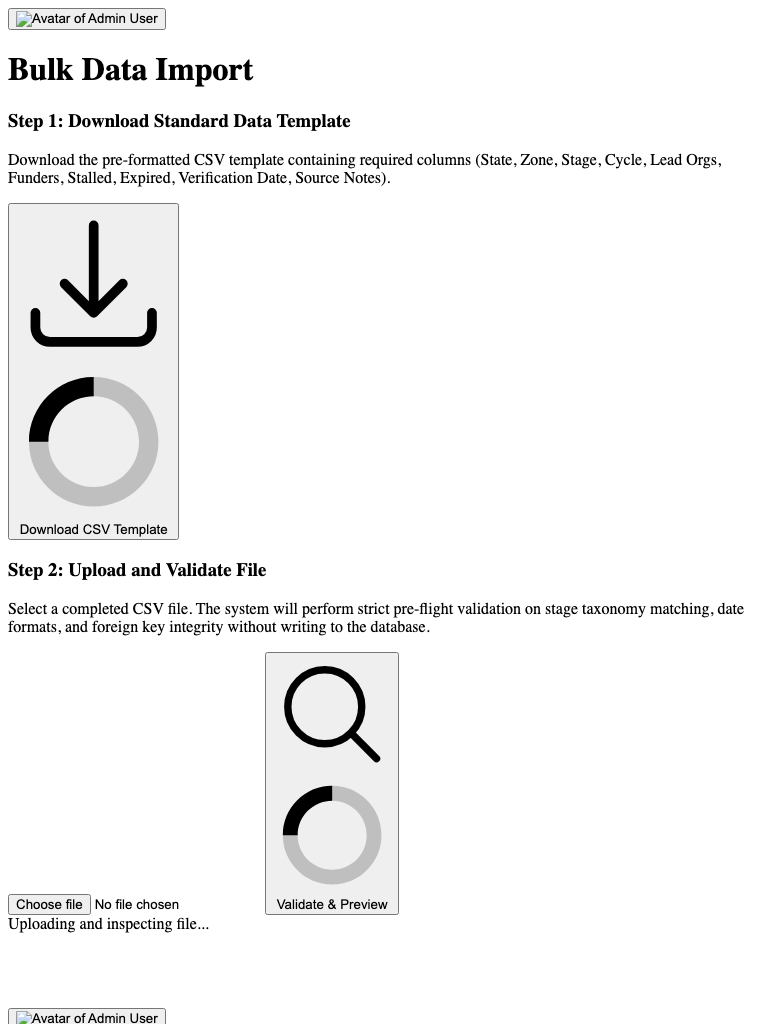 Avatar of Admin User
Bulk Data Import
Step 1: Download Standard Data Template
Download the pre-formatted CSV template containing required columns (State, Zone, Stage, Cycle, Lead Orgs,
Funders, Stalled, Expired, Verification Date, Source Notes).
Download CSV Template
Step 2: Upload and Validate File
Select a completed CSV file. The system will perform strict pre-flight validation on stage taxonomy matching, date
formats, and foreign key integrity without writing to the database.
Choose file No file chosen Validate & Preview
Uploading and inspecting file...
Avatar of Admin User